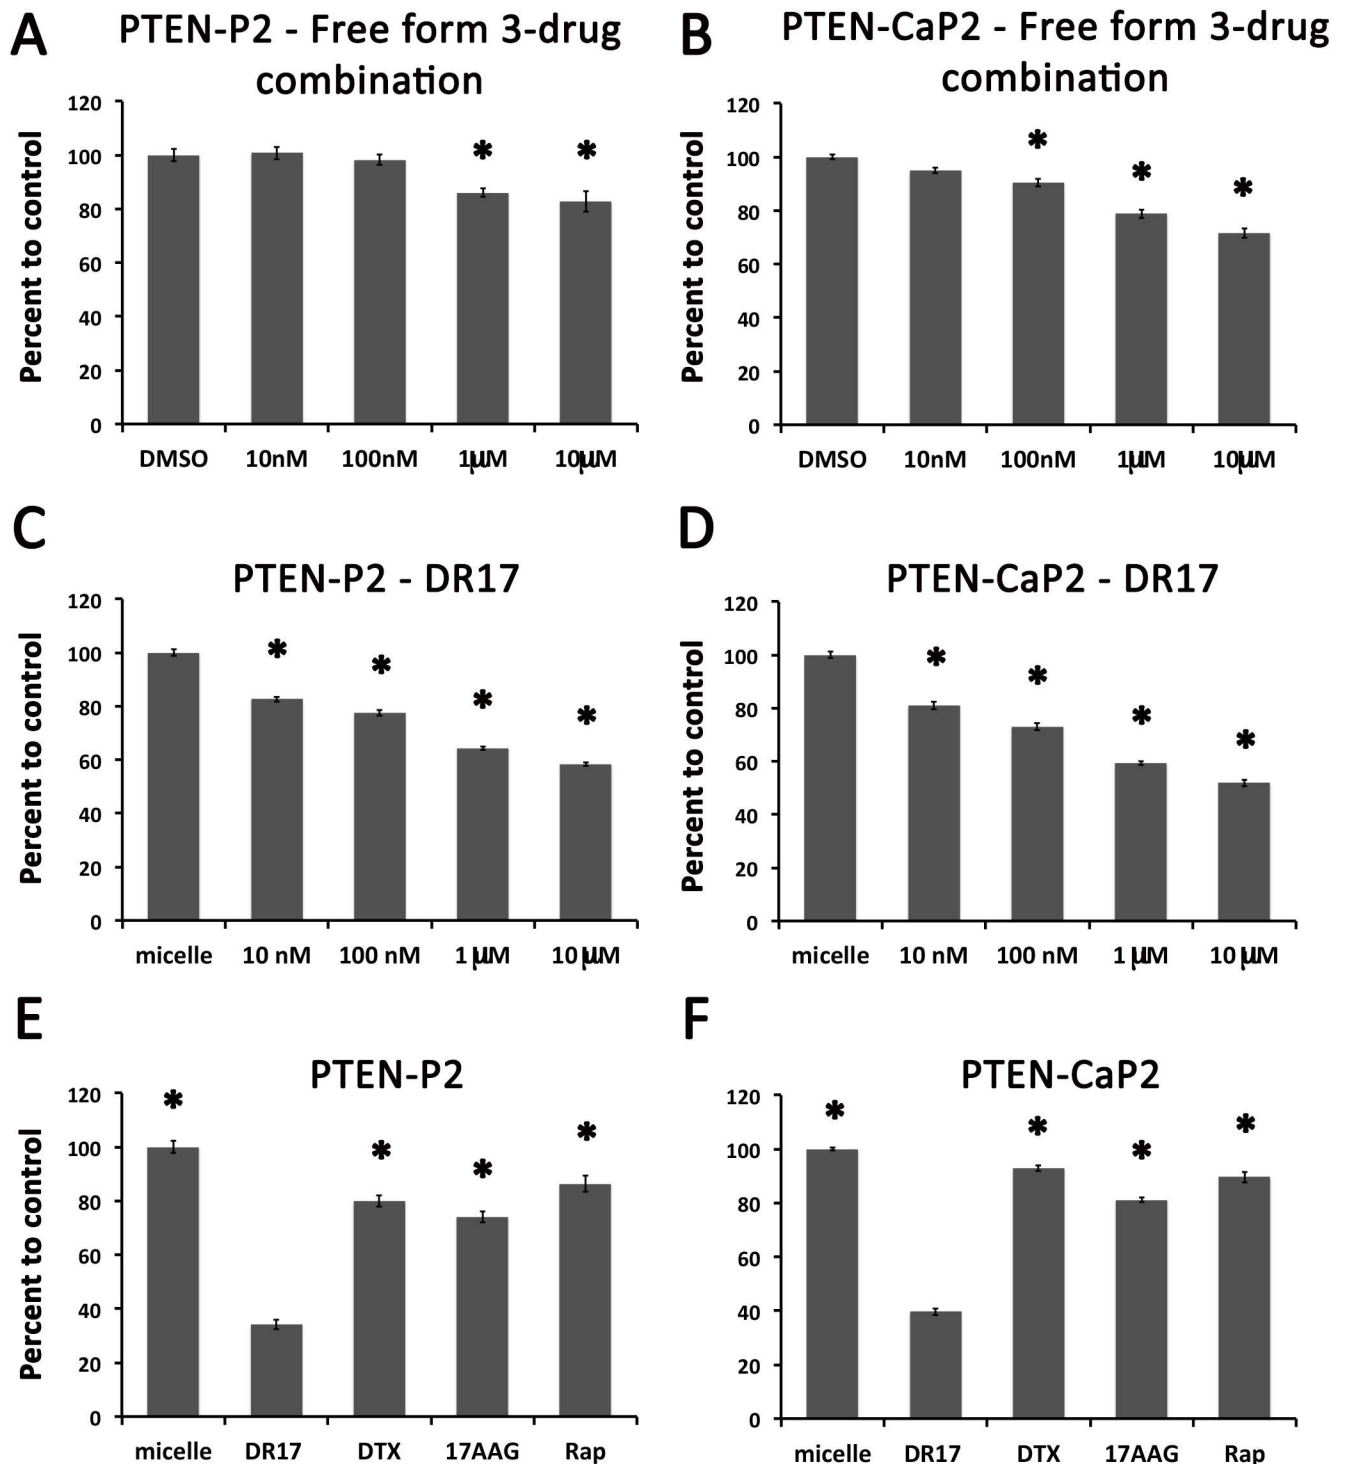 A
PTEN-P2 - Free form 3-drug
combination
Percent to control
120
100
80
60
40
20
0
* *
DMSO 10nM 100nM 1μM 10μM
B
PTEN-CaP2 - Free form 3-drug
combination
Percent to control
120
100
80
60
40
20
0
* * *
DMSO 10nM 100nM 1μM 10μM
C
PTEN-P2 - DR17
Percent to control
120
100
80
60
40
20
0
* * * *
micelle 10 nM 100 nM 1 μM 10 μM
D
PTEN-CaP2 - DR17
Percent to control
120
100
80
60
40
20
0
* * * *
micelle 10 nM 100 nM 1 μM 10 μM
E
PTEN-P2
Percent to control
120
100
80
60
40
20
0
* * * *
micelle DR17 DTX 17AAG Rap
F
PTEN-CaP2
120
100
80
60
40
20
0
* * * *
micelle DR17 DTX 17AAG Rap